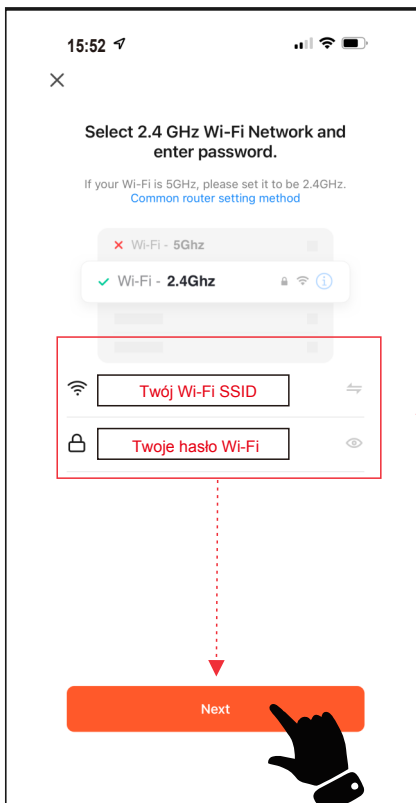 15:52
Select 2.4 GHz Wi-Fi Network and
enter password.
If your Wi-Fi is 5GHz, please set it to be 2.4GHz.
Common router setting method
Wi-Fi - 5Ghz
Wi-Fi - 2.4Ghz
Twój Wi-Fi SSID
Twoje hasło Wi-Fi
Next